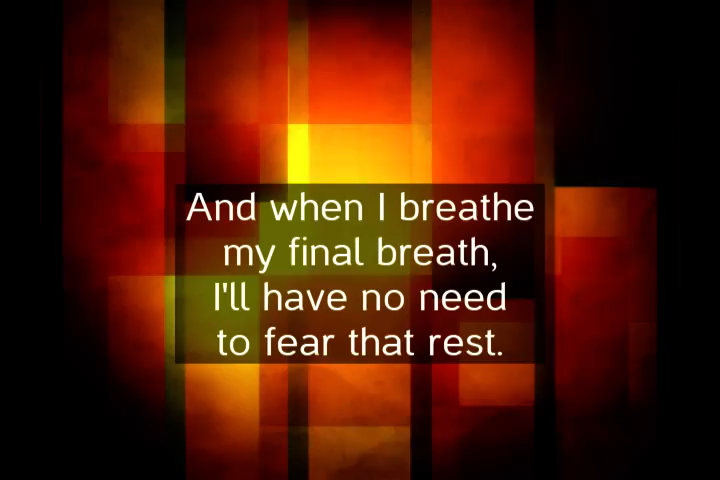 And when I breathe
my final breath,
I'll have no need
to fear that rest.